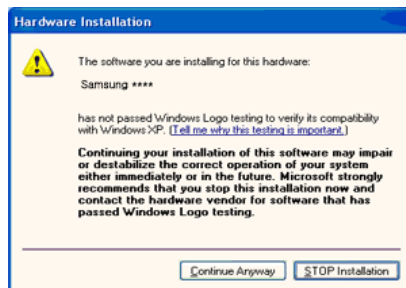 Hardware Installation
The software you are installing for this hardware:
Samsung ****
has not passed Windows Logo testing to verify its compatibility
with Windows XP. (Tell me why this testing is important.)
Continuing your installation of this software may impair
or destabilize the correct operation of your system
either immediately or in the future. Microsoft strongly
recommends that you stop this installation now and
contact the hardware vendor for software that has
passed Windows Logo testing.
Continue Anyway
STOP Installation